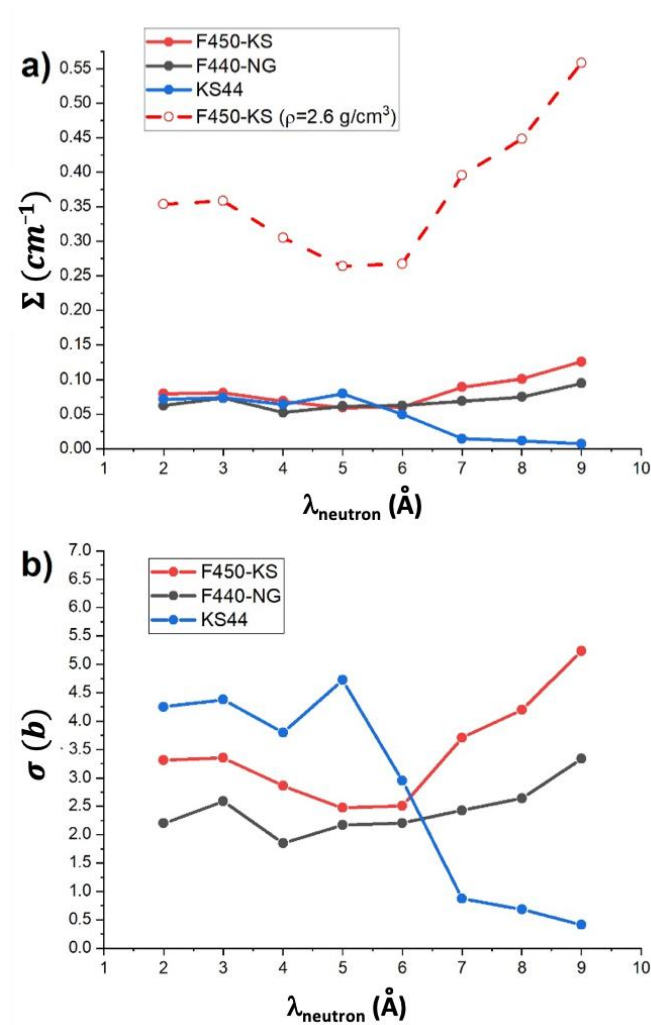 a)
F450-KS
F440-NG
KS44
F450-KS (ρ=2.6 g/cm³)
0.55
0.50
0.45
0.40
0.35
0.30
0.25
0.20
0.15
0.10
0.05
0.00
Σ (cm⁻¹)
1 2 3 4 5 6 7 8 9 10
λneutron (Å)
b)
F450-KS
F440-NG
KS44
7.0
6.5
6.0
5.5
5.0
4.5
4.0
3.5
3.0
2.5
2.0
1.5
1.0
0.5
0.0
σ (b)
1 2 3 4 5 6 7 8 9 10
λneutron (Å)